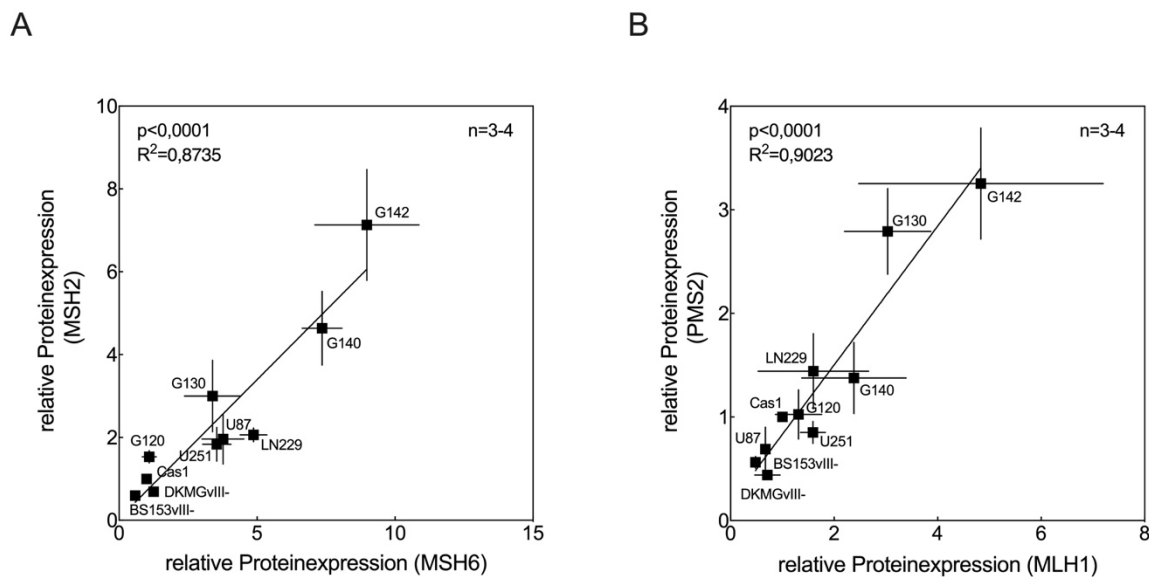 A
B
10
8
6
4
2
0
relative Proteinexpression
(MSH2)
p<0,0001
R²=0,8735
n=3-4
G142
G140
G130
U87
LN229
U251
G120
Cas1
DKMGvIII-
BS153vIII-
0
5
10
15
relative Proteinexpression (MSH6)
4
3
2
1
0
relative Proteinexpression
(PMS2)
p<0,0001
R²=0,9023
n=3-4
G142
G130
LN229
G140
Cas1
G120
U251
U87
BS153vIII-
DKMGvIII-
0
2
4
6
8
relative Proteinexpression (MLH1)